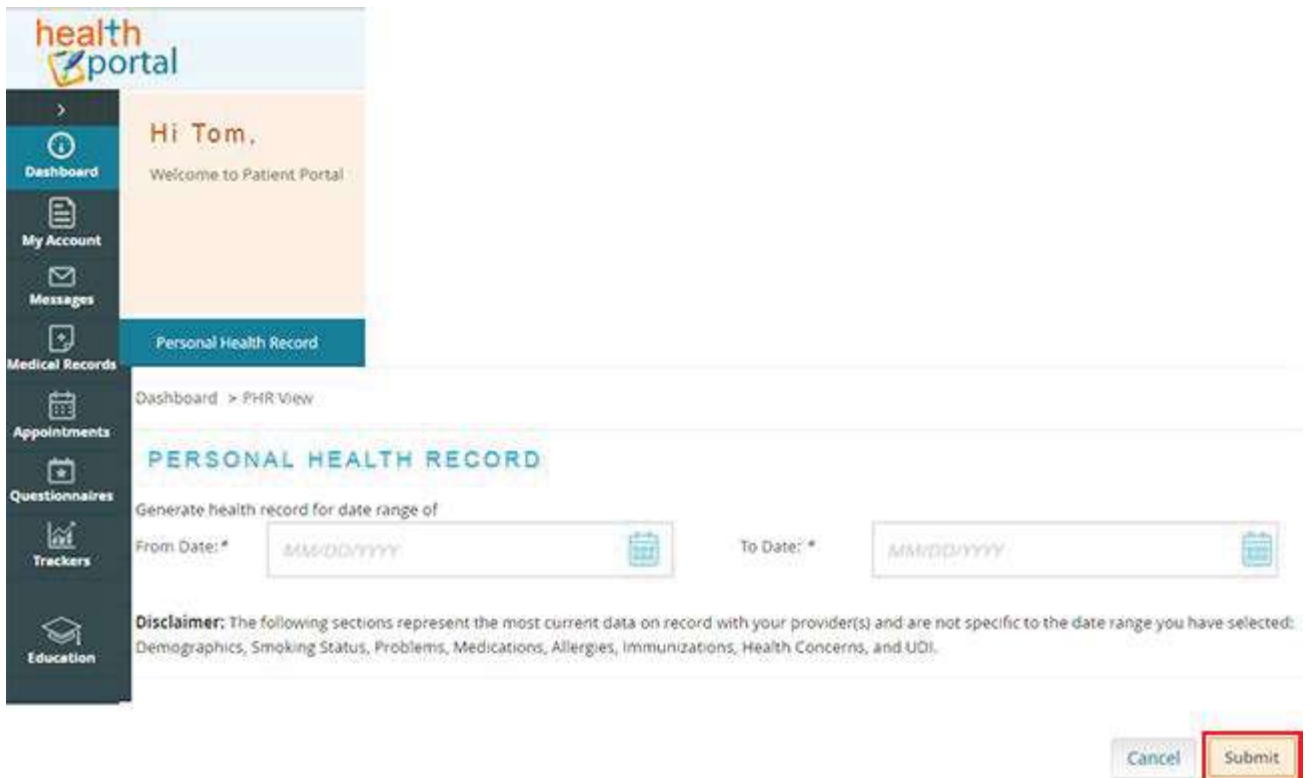 health
portal
Hi Tom,
Welcome to Patient Portal
Dashboard
My Account
Messages
Medical Records
Appointments
Questionnaires
Trackers
Education
Personal Health Record
Dashboard > PHR View
PERSONAL HEALTH RECORD
Generate health record for date range of
From Date:* MM/DD/YYYY To Date: * MM/DD/YYYY
Disclaimer: The following sections represent the most current data on record with your provider(s) and are not specific to the date range you have selected:
Demographics, Smoking Status, Problems, Medications, Allergies, Immunizations, Health Concerns, and UDI.
Cancel Submit